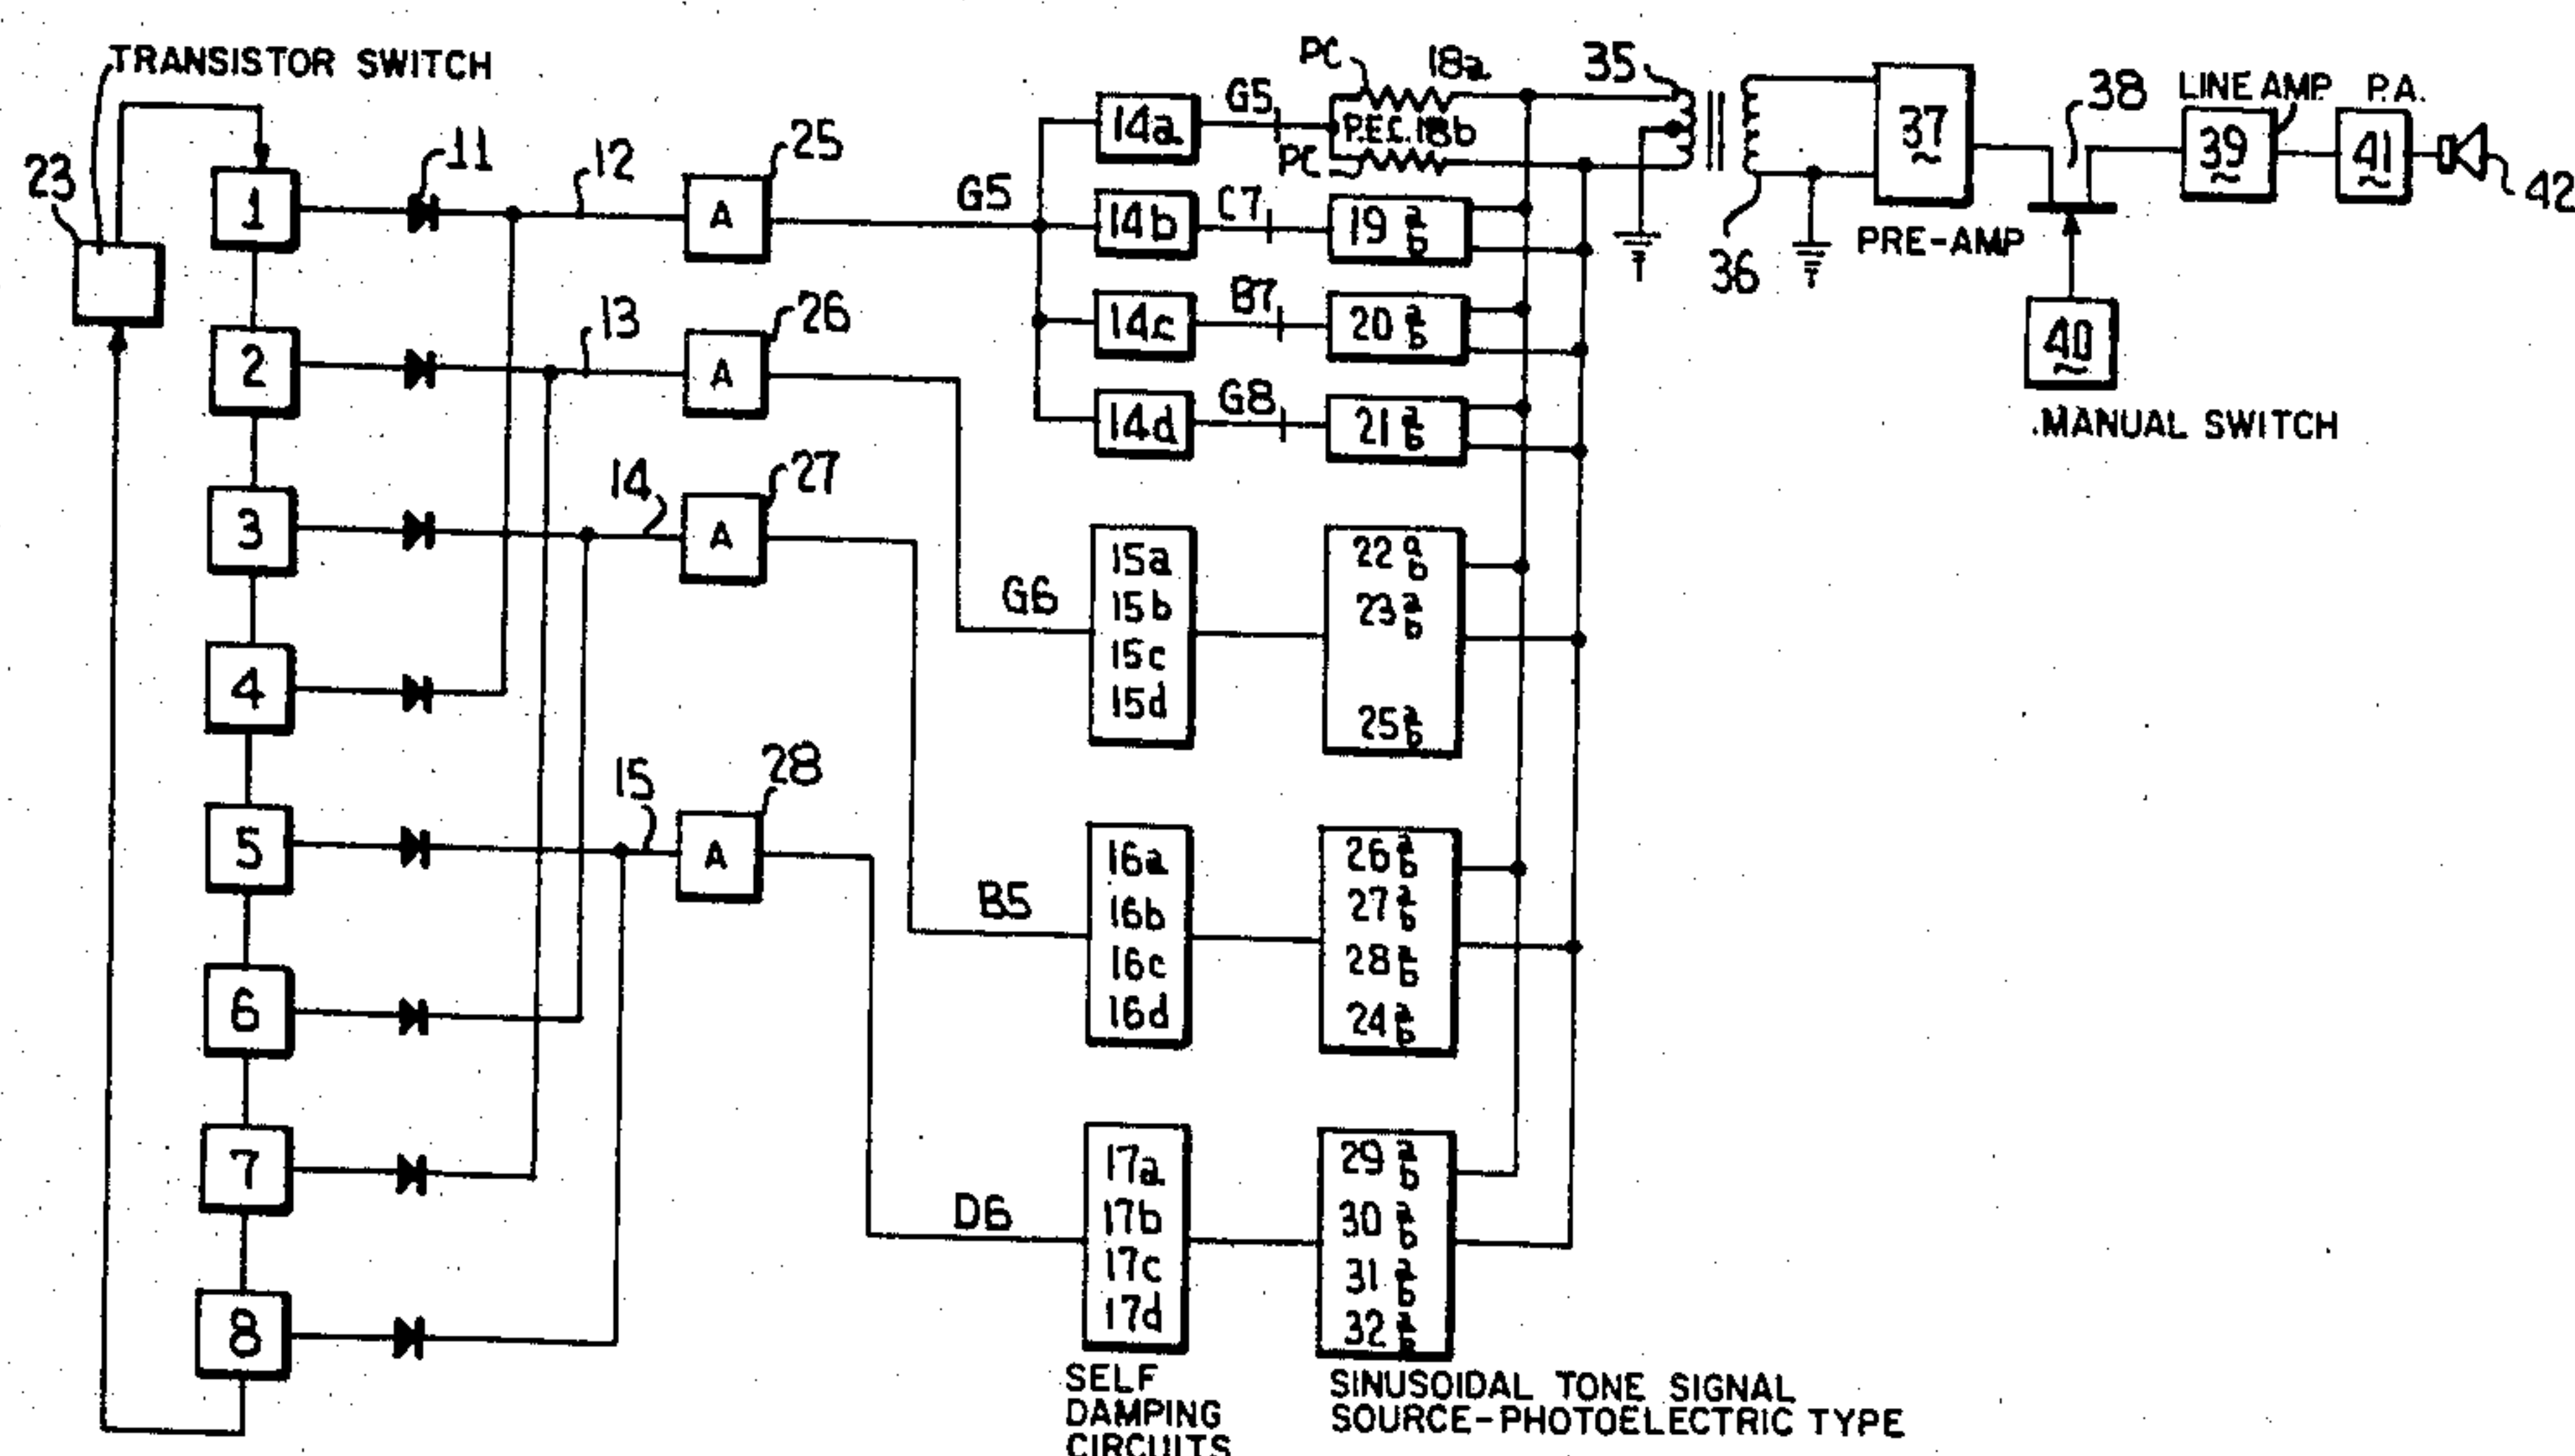 TRANSISTOR SWITCH
23
1
2
3
4
5
6
7
8
11
12
13
14
15
A
25
A
26
A
27
A
28
G5
G6
B5
D6
14a
14b
14c
14d
G5
C7
B7
G8
PC
18a
P.E.C. 18b
PC
19 a b
20 a b
21 a b
15a
15b
15c
15d
22 a b
23 a b
25 a b
16a
16b
16c
16d
26 a b
27 a b
28 a b
24 a b
17a
17b
17c
17d
29 a b
30 a b
31 a b
32 a b
SELF
DAMPING
CIRCUITS
SINUSOIDAL TONE SIGNAL
SOURCE-PHOTOELECTRIC TYPE
35
36
37
PRE-AMP
38
LINE AMP
39
P.A.
41
42
40
MANUAL SWITCH